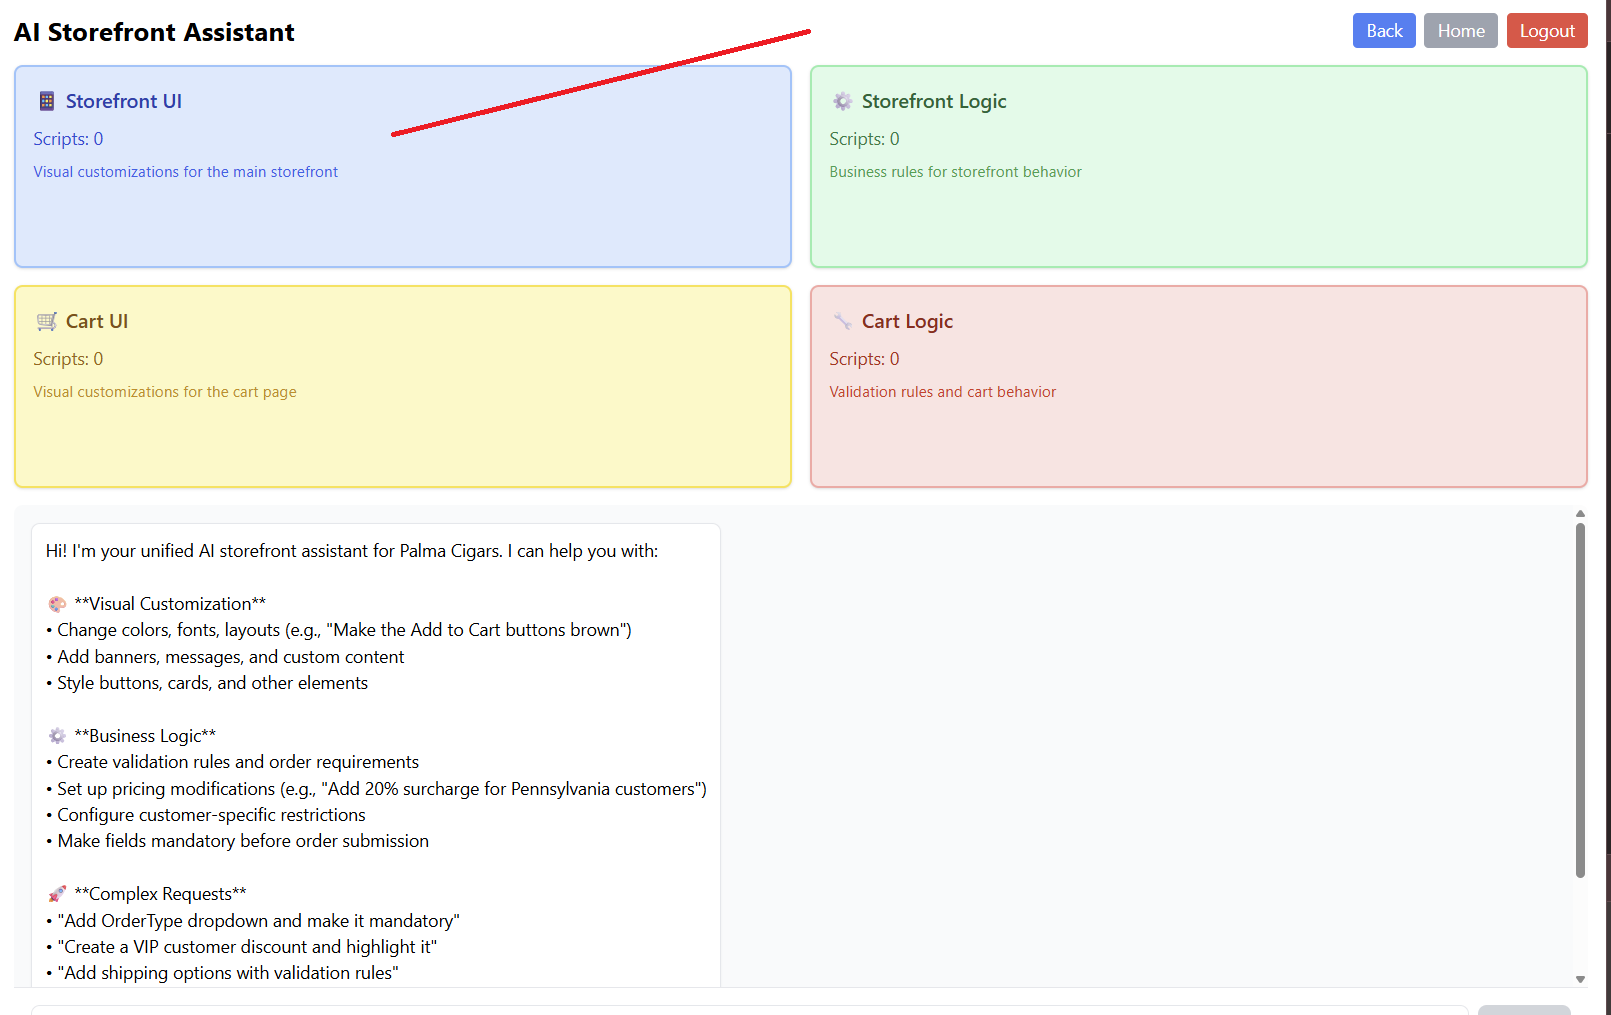 AI Storefront Assistant
Back
Home
Logout
Storefront UI
Scripts: 0
Visual customizations for the main storefront
Storefront Logic
Scripts: 0
Business rules for storefront behavior
Cart UI
Scripts: 0
Visual customizations for the cart page
Cart Logic
Scripts: 0
Validation rules and cart behavior
Hi! I'm your unified AI storefront assistant for Palma Cigars. I can help you with:
🎨 **Visual Customization**
• Change colors, fonts, layouts (e.g., "Make the Add to Cart buttons brown")
• Add banners, messages, and custom content
• Style buttons, cards, and other elements
⚙️ **Business Logic**
• Create validation rules and order requirements
• Set up pricing modifications (e.g., "Add 20% surcharge for Pennsylvania customers")
• Configure customer-specific restrictions
• Make fields mandatory before order submission
🚀 **Complex Requests**
• "Add OrderType dropdown and make it mandatory"
• "Create a VIP customer discount and highlight it"
• "Add shipping options with validation rules"